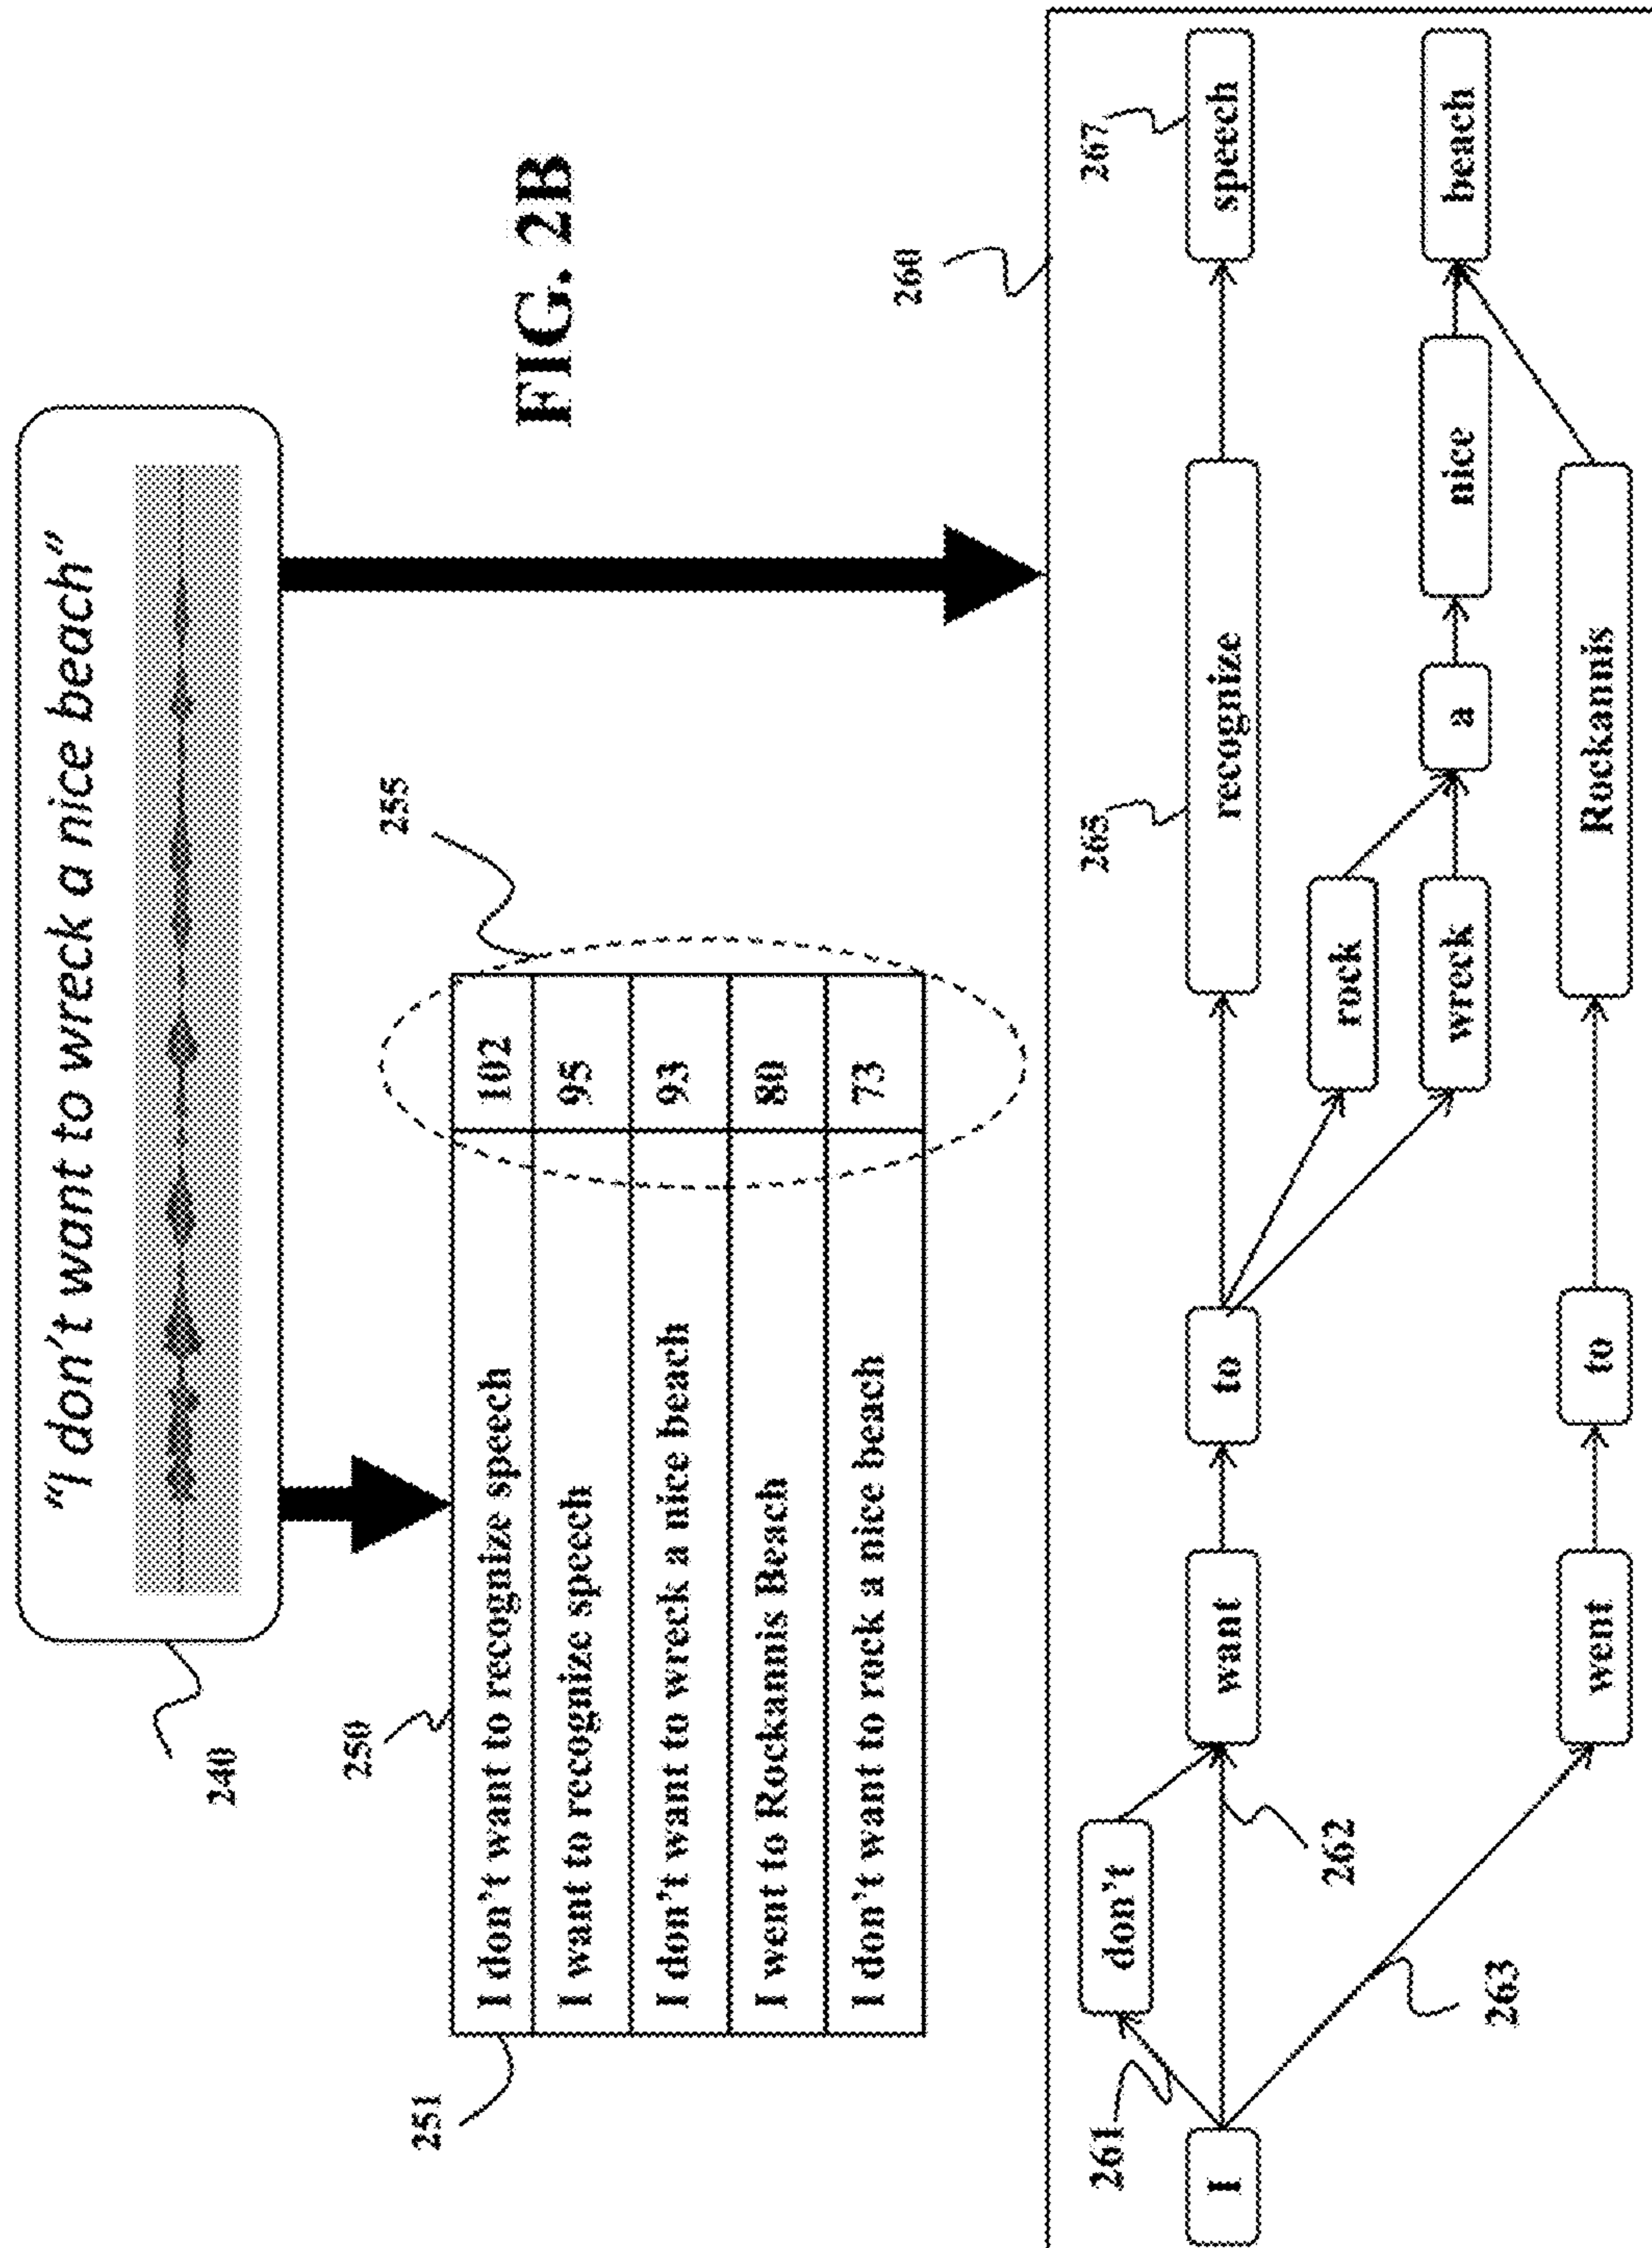 "I don't want to wreck a nice beach"
240
FIG. 2B
250
255
251
I don't want to recognize speech 102
I want to recognize speech 95
I don't want to wreck a nice beach 93
I went to Rockannis Beach 80
I don't want to rock a nice beach 73
260
261
don't
265
267
I
want
to
recognize
speech
262
rock
263
wreck
a
nice
beach
went
to
Rockannis